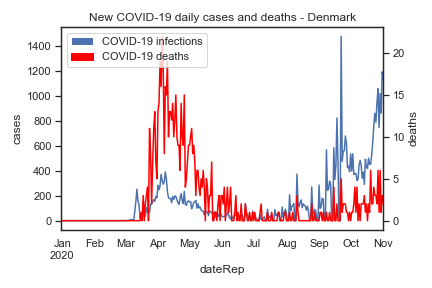 New COVID-19 daily cases and deaths - Denmark
COVID-19 infections
COVID-19 deaths
1400
1200
1000
800
600
400
200
0
cases
20
15
10
5
0
deaths
Jan Feb Mar Apr May Jun Jul Aug Sep Oct Nov
2020
dateRep